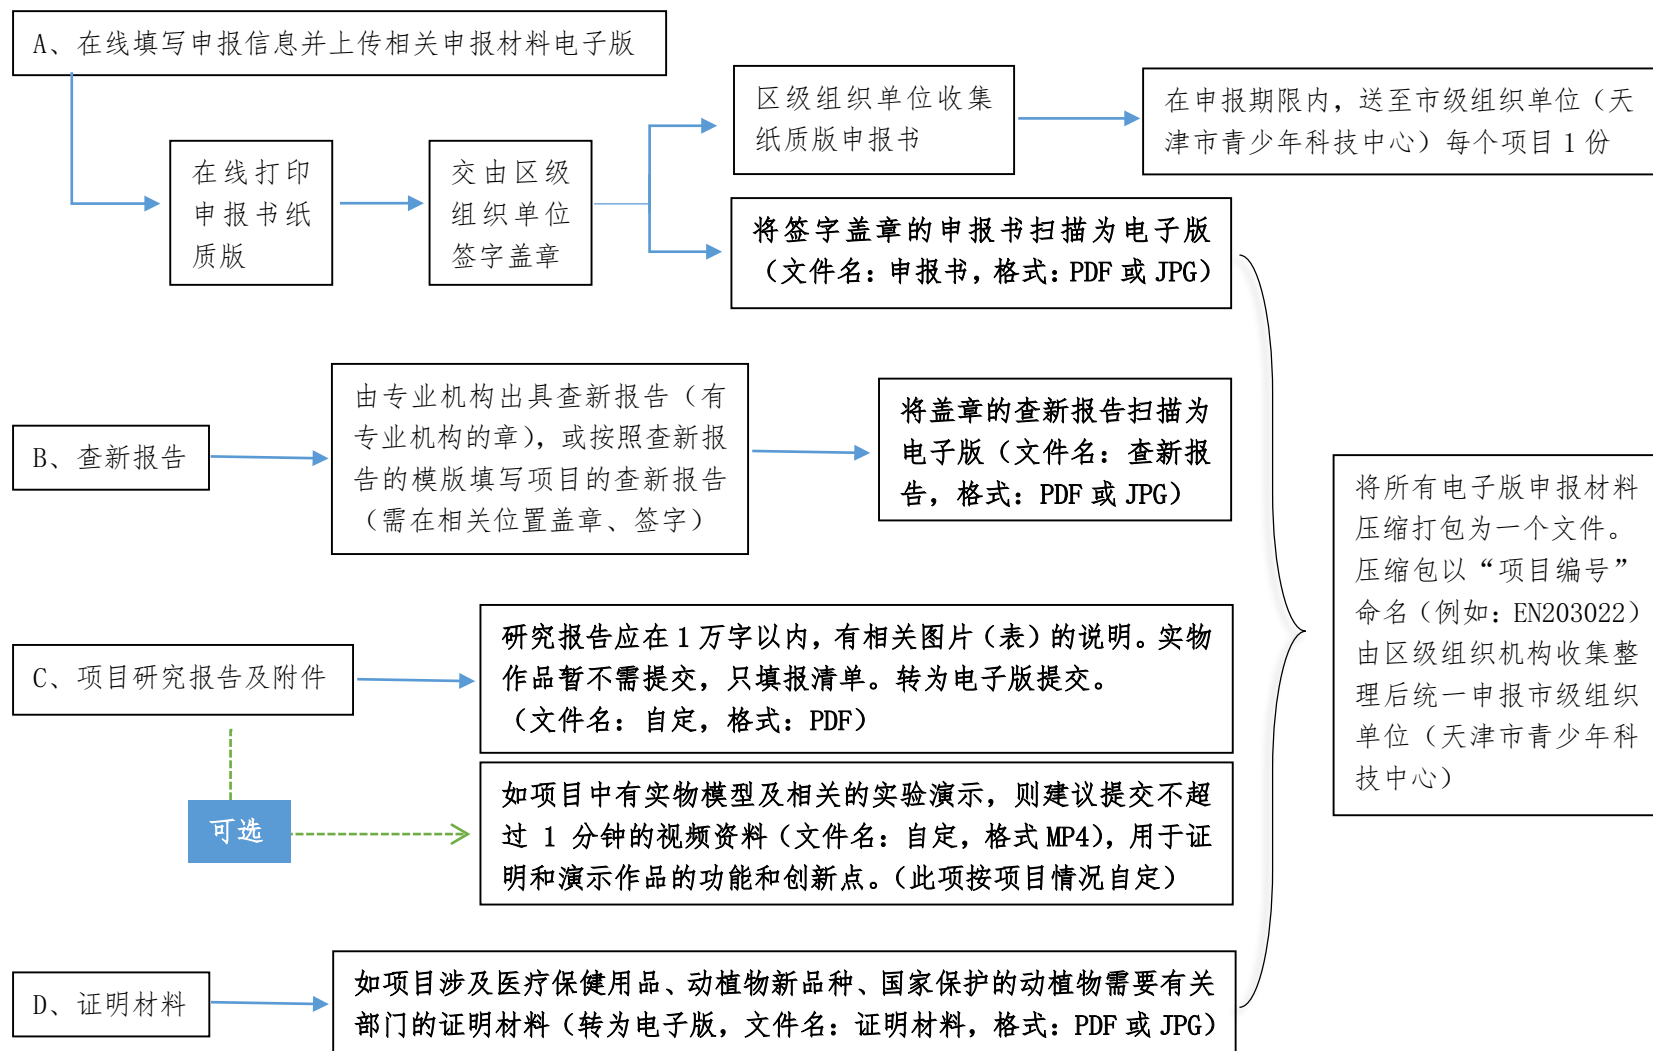 A、在线填写申报信息并上传相关申报材料电子版
在线打印
申报书纸
质版
交由区级
组织单位
签字盖章
区级组织单位收集
纸质版申报书
在申报期限内，送至市级组织单位（天
津市青少年科技中心）每个项目1份
将签字盖章的申报书扫描为电子版
（文件名：申报书，格式：PDF 或 JPG）
B、查新报告
由专业机构出具查新报告（有
专业机构的章），或按照查新报
告的模版填写项目的查新报告
（需在相关位置盖章、签字）
将盖章的查新报告扫描为
电子版（文件名：查新报
告，格式：PDF 或 JPG）
C、项目研究报告及附件
研究报告应在1万字以内，有相关图片（表）的说明。实物
作品暂不需提交，只填报清单。转为电子版提交。
（文件名：自定，格式：PDF）
可选
如项目中有实物模型及相关的实验演示，则建议提交不超
过 1 分钟的视频资料（文件名：自定，格式 MP4），用于证
明和演示作品的功能和创新点。（此项按项目情况自定）
D、证明材料
如项目涉及医疗保健用品、动植物新品种、国家保护的动植物需要有关
部门的证明材料（转为电子版，文件名：证明材料，格式：PDF 或 JPG）
将所有电子版申报材料
压缩打包为一个文件。
压缩包以“项目编号”
命名（例如：EN203022）
由区级组织机构收集整
理后统一申报市级组织
单位（天津市青少年科
技中心）